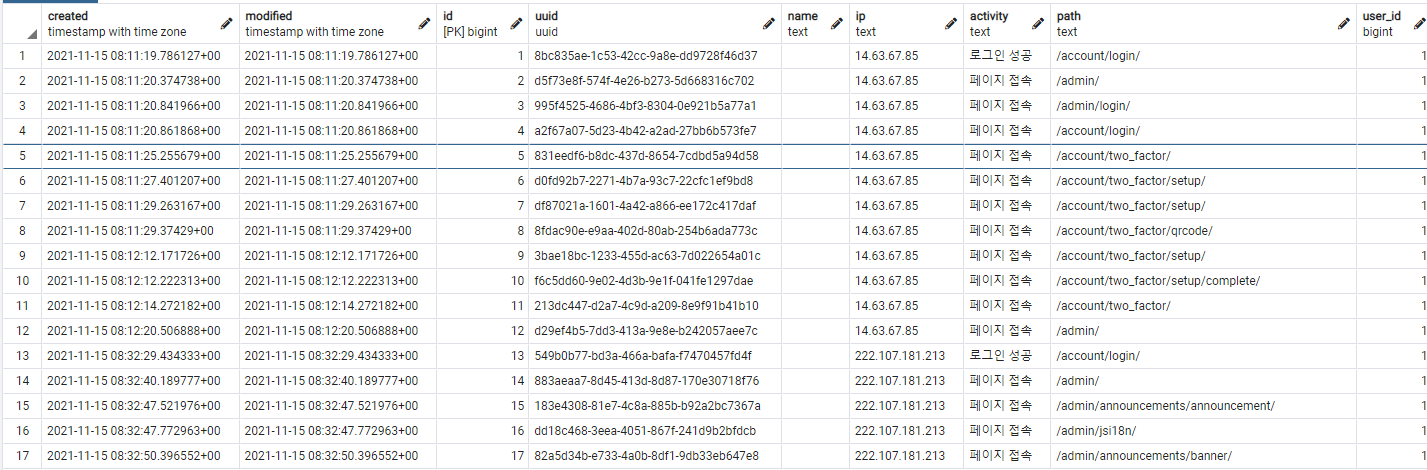 created modified id uuid name ip activity path user_id
timestamp with time zone timestamp with time zone [PK] bigint uuid text text text text bigint
1 2021-11-15 08:11:19.786127+00 2021-11-15 08:11:19.786127+00 1 8bc835ae-1c53-42cc-9a8e-dd9728f46d37 14.63.67.85 로그인 성공 /account/login/ 1
2 2021-11-15 08:11:20.374738+00 2021-11-15 08:11:20.374738+00 2 d5f73e8f-574f-4e26-b273-5d668316c702 14.63.67.85 페이지 접속 /admin/ 1
3 2021-11-15 08:11:20.841966+00 2021-11-15 08:11:20.841966+00 3 995f4525-4686-4bf3-8304-0e921b5a77a1 14.63.67.85 페이지 접속 /admin/login/ 1
4 2021-11-15 08:11:20.861868+00 2021-11-15 08:11:20.861868+00 4 a2f67a07-5d23-4b42-a2ad-27bb6b573fe7 14.63.67.85 페이지 접속 /account/login/ 1
5 2021-11-15 08:11:25.255679+00 2021-11-15 08:11:25.255679+00 5 831eedf6-b8dc-437d-8654-7cdbd5a94d58 14.63.67.85 페이지 접속 /account/two_factor/ 1
6 2021-11-15 08:11:27.401207+00 2021-11-15 08:11:27.401207+00 6 d0fd92b7-2271-4b7a-93c7-22cfc1ef9bd8 14.63.67.85 페이지 접속 /account/two_factor/setup/ 1
7 2021-11-15 08:11:29.263167+00 2021-11-15 08:11:29.263167+00 7 df87021a-1601-4a42-a866-ee172c417daf 14.63.67.85 페이지 접속 /account/two_factor/setup/ 1
8 2021-11-15 08:11:29.37429+00 2021-11-15 08:11:29.37429+00 8 8fdac90e-e9aa-402d-80ab-254b6ada773c 14.63.67.85 페이지 접속 /account/two_factor/qrcode/ 1
9 2021-11-15 08:12:12.171726+00 2021-11-15 08:12:12.171726+00 9 3bae18bc-1233-455d-ac63-7d022654a01c 14.63.67.85 페이지 접속 /account/two_factor/setup/ 1
10 2021-11-15 08:12:12.222313+00 2021-11-15 08:12:12.222313+00 10 f6c5dd60-9e02-4d3b-9e1f-041fe1297dae 14.63.67.85 페이지 접속 /account/two_factor/setup/complete/ 1
11 2021-11-15 08:12:14.272182+00 2021-11-15 08:12:14.272182+00 11 213dc447-d2a7-4c9d-a209-8e9f91b41b10 14.63.67.85 페이지 접속 /account/two_factor/ 1
12 2021-11-15 08:12:20.506888+00 2021-11-15 08:12:20.506888+00 12 d29ef4b5-7dd3-413a-9e8e-b242057aee7c 14.63.67.85 페이지 접속 /admin/ 1
13 2021-11-15 08:32:29.434333+00 2021-11-15 08:32:29.434333+00 13 549b0b77-bd3a-466a-bafa-f7470457fd4f 222.107.181.213 로그인 성공 /account/login/ 1
14 2021-11-15 08:32:40.189777+00 2021-11-15 08:32:40.189777+00 14 883aeaa7-8d45-413d-8d87-170e30718f76 222.107.181.213 페이지 접속 /admin/ 1
15 2021-11-15 08:32:47.521976+00 2021-11-15 08:32:47.521976+00 15 183e4308-81e7-4c8a-885b-b92a2bc7367a 222.107.181.213 페이지 접속 /admin/announcements/announcement/ 1
16 2021-11-15 08:32:47.772963+00 2021-11-15 08:32:47.772963+00 16 dd18c468-3eea-4051-867f-241d9b2bfdcb 222.107.181.213 페이지 접속 /admin/jsi18n/ 1
17 2021-11-15 08:32:50.396552+00 2021-11-15 08:32:50.396552+00 17 82a5d34b-e733-4a0b-8df1-9db33eb647e8 222.107.181.213 페이지 접속 /admin/announcements/banner/ 1